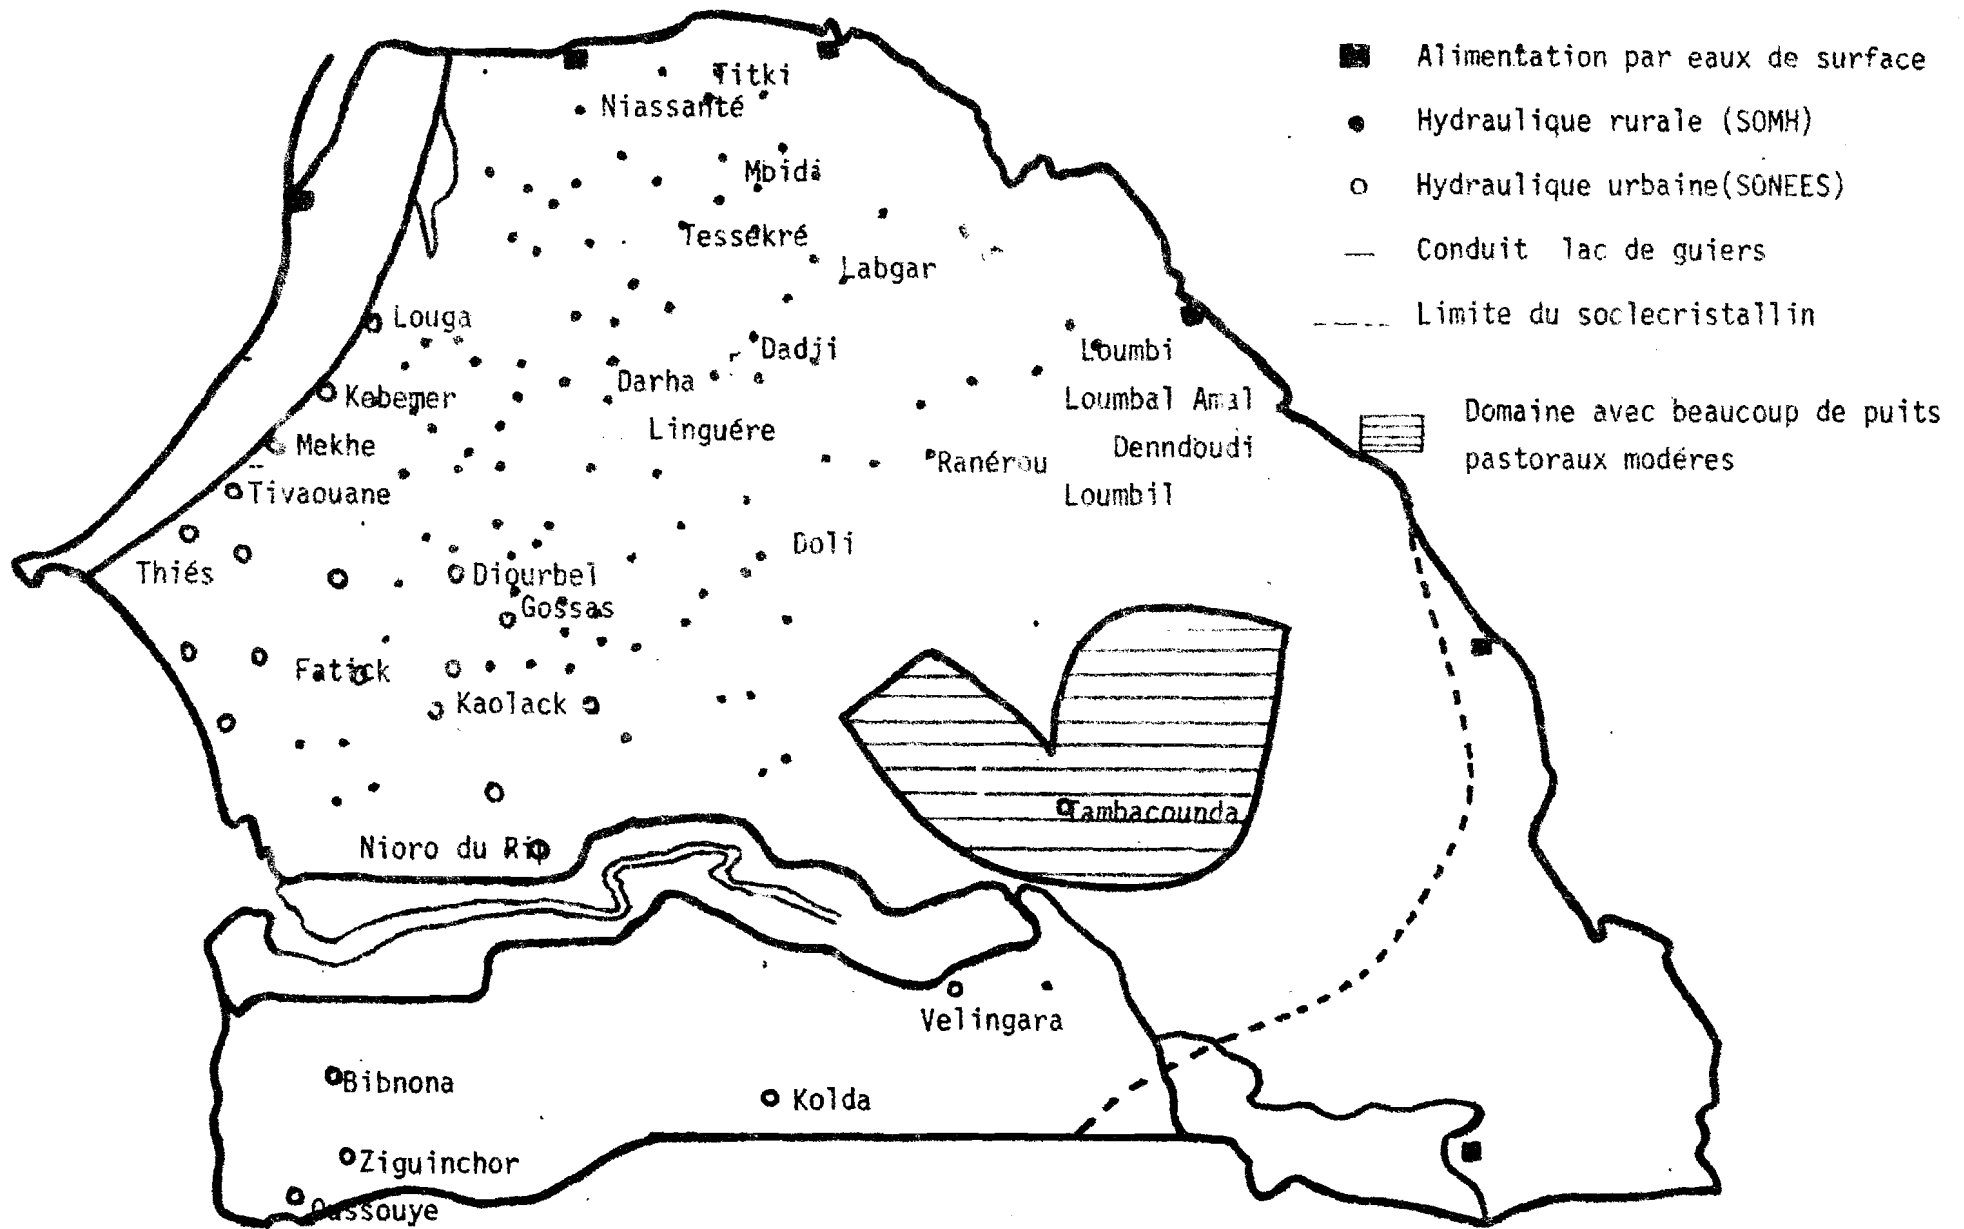 Alimentation par eaux de surface
Hydraulique rurale (SOMH)
Hydraulique urbaine(SONEES)
Conduit lac de guiers
Limite du soclecristallin
Domaine avec beaucoup de puits
pastoraux modéres
Titki
Niassanté
Mbidi
Tessékré
Labgar
Louga
Dadji
Loumbi
Darha
Kebemer
Loumbal Amal
Linguére
Mekhe
Denndoudi
Ranérou
Tivaouane
Loumbil
Doli
Thiés
Diourbel
Gossas
Fatick
Kaolack
Tambacounda
Nioro du Rip
Velingara
Bibnona
Kolda
Ziguinchor
Oussouye